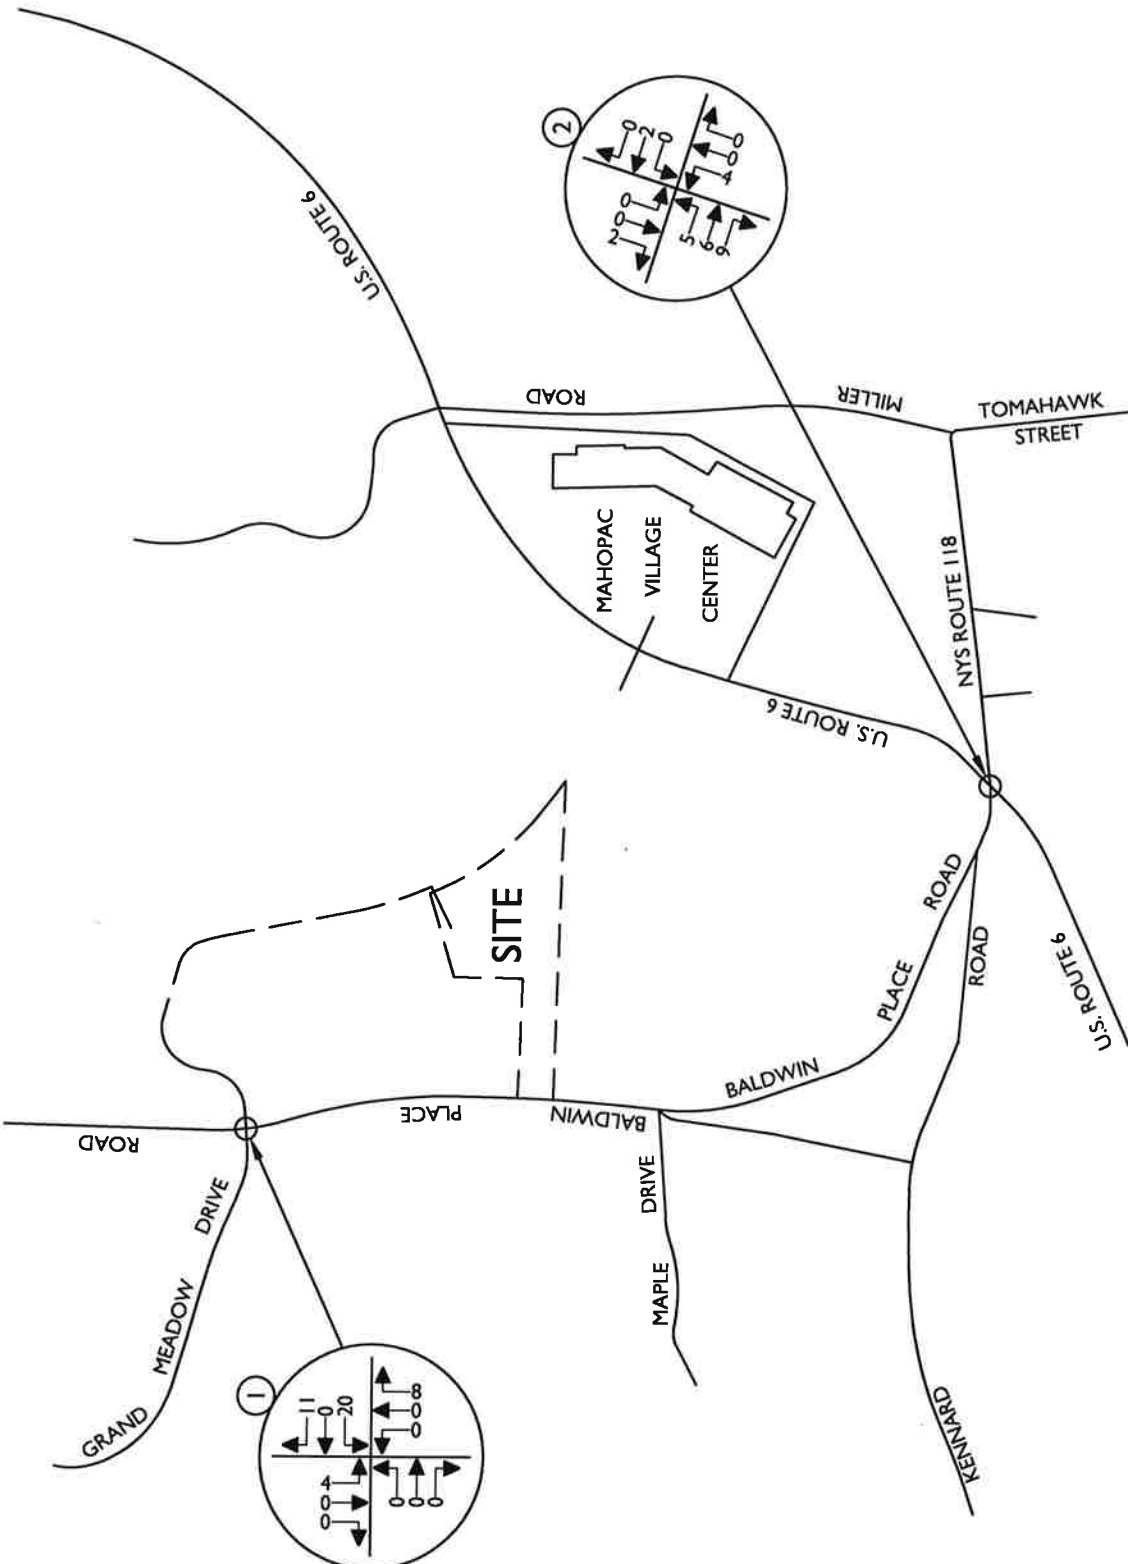 U.S. ROUTE 6
2
0
2
0
0
0
4
0
0
2
5
6
9
ROAD
MILLER
TOMAHAWK
STREET
MAHOPAC
VILLAGE
CENTER
NYS ROUTE 118
U.S. ROUTE 6
SITE
ROAD
PLACE
BALDWIN
ROAD
U.S. ROUTE 6
ROAD
PLACE
BALDWIN
DRIVE
MAPLE
GRAND
MEADOW
DRIVE
KENNARD
1
11
0
20
8
0
0
4
0
0
0
0
0